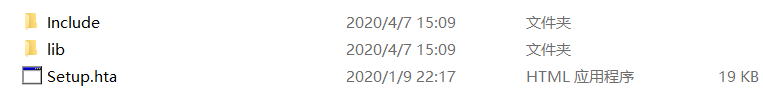 Include 2020/4/7 15:09 文件夹
lib 2020/4/7 15:09 文件夹
Setup.hta 2020/1/9 22:17 HTML 应用程序 19 KB